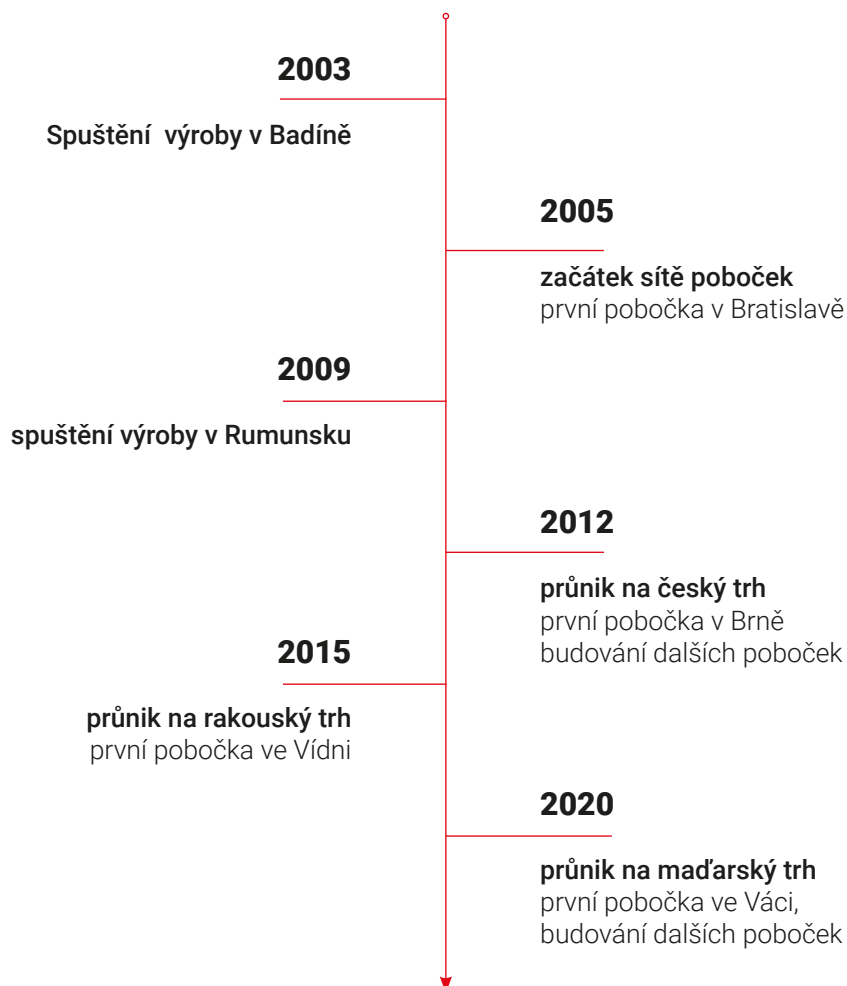 2003
Spuštění výroby v Badíně
2005
začátek sítě poboček
první pobočka v Bratislavě
2009
spuštění výroby v Rumunsku
2012
průnik na český trh
první pobočka v Brně
budování dalších poboček
2015
průnik na rakouský trh
první pobočka ve Vídni
2020
průnik na maďarský trh
první pobočka ve Váci,
budování dalších poboček